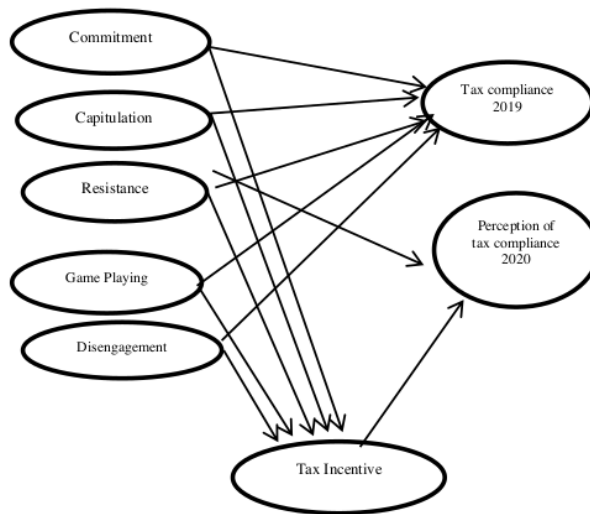 Commitment
Capitulation
Resistance
Game Playing
Disengagement
Tax compliance
2019
Perception of
tax compliance
2020
Tax Incentive